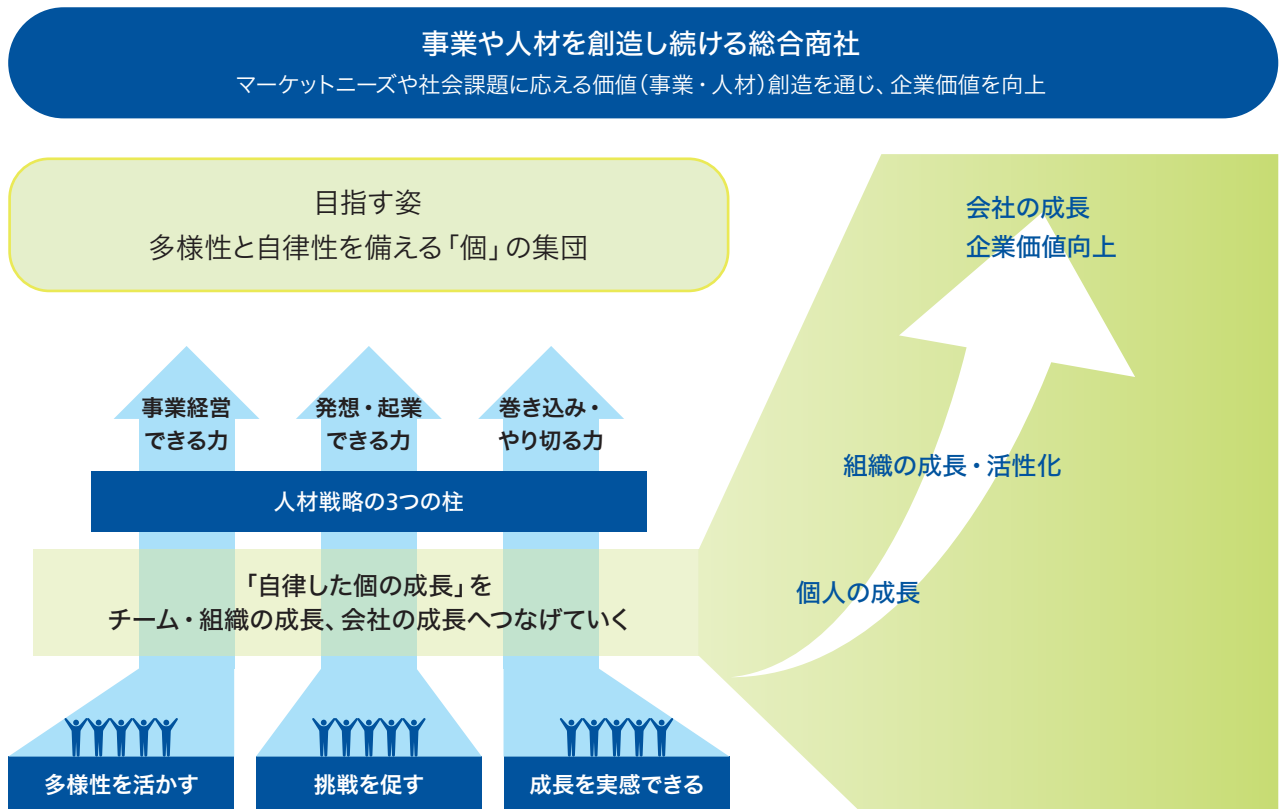 事業や人材を創造し続ける総合商社
マーケットニーズや社会課題に応える価値(事業・人材)創造を通じ、企業価値を向上
目指す姿
多様性と自律性を備える「個」の集団
事業経営
できる力
発想・起業
できる力
巻き込み・
やり切る力
人材戦略の3つの柱
「自律した個の成長」を
チーム・組織の成長、会社の成長へつなげていく
多様性を活かす
挑戦を促す
成長を実感できる
会社の成長
企業価値向上
組織の成長・活性化
個人の成長